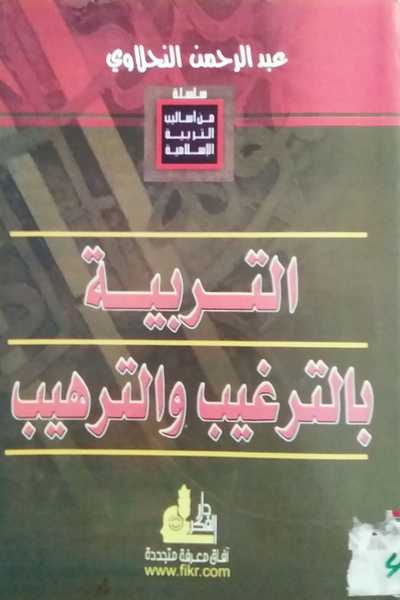 عبد الرحمن النحلاوي
سلسلة
من أساليب
التربية
الإسلامية
التربية
بالترغيب والترهيب
دار
الفكر
آفاق معرفة متجددة
www.fikr.com